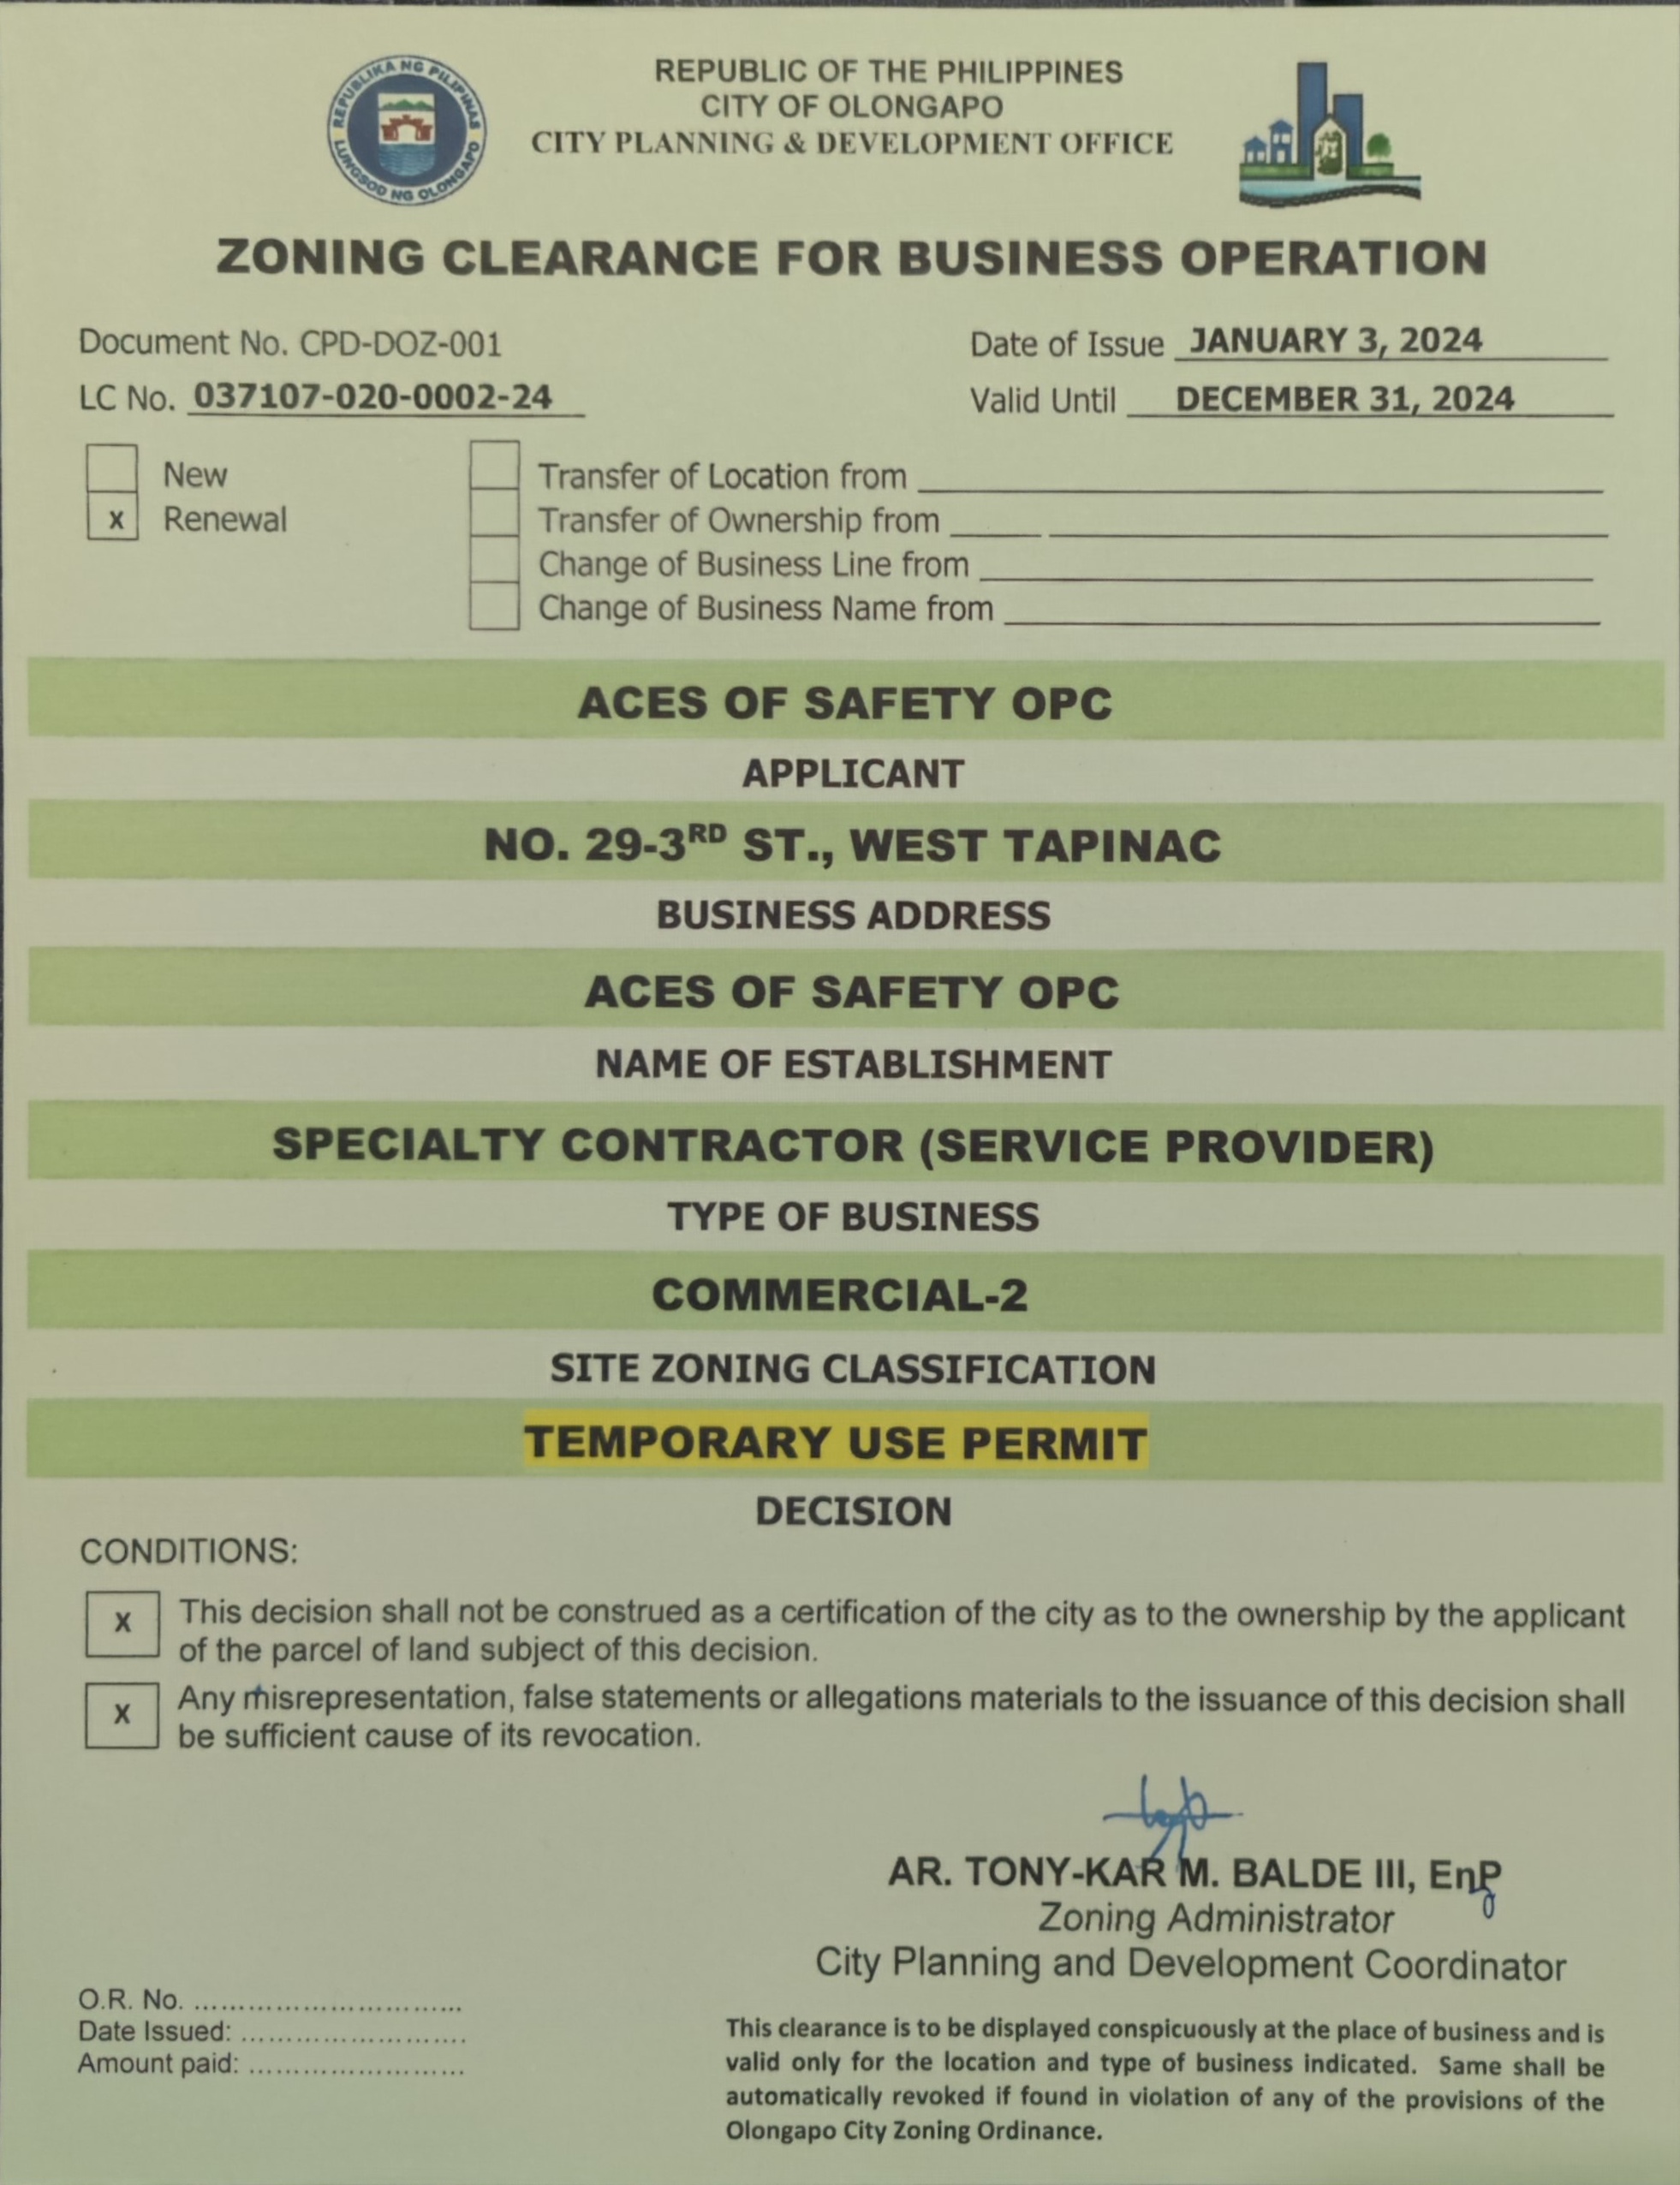 REPUBLIKA NG PILIPINAS
LUNGSOD NG OLONGAPO
REPUBLIC OF THE PHILIPPINES
CITY OF OLONGAPO
CITY PLANNING & DEVELOPMENT OFFICE
ZONING CLEARANCE FOR BUSINESS OPERATION
Document No. CPD-DOZ-001
Date of Issue JANUARY 3, 2024
LC No. 037107-020-0002-24
Valid Until DECEMBER 31, 2024
New
x Renewal
Transfer of Location from
Transfer of Ownership from
Change of Business Line from
Change of Business Name from
ACES OF SAFETY OPC
APPLICANT
NO. 29-3RD ST., WEST TAPINAC
BUSINESS ADDRESS
ACES OF SAFETY OPC
NAME OF ESTABLISHMENT
SPECIALTY CONTRACTOR (SERVICE PROVIDER)
TYPE OF BUSINESS
COMMERCIAL-2
SITE ZONING CLASSIFICATION
TEMPORARY USE PERMIT
DECISION
CONDITIONS:
x This decision shall not be construed as a certification of the city as to the ownership by the applicant
of the parcel of land subject of this decision.
x Any misrepresentation, false statements or allegations materials to the issuance of this decision shall
be sufficient cause of its revocation.
AR. TONY-KAR M. BALDE III, EnP
Zoning Administrator
City Planning and Development Coordinator
O.R. No. ....................................
Date Issued: ..............................
Amount paid: .............................
This clearance is to be displayed conspicuously at the place of business and is
valid only for the location and type of business indicated. Same shall be
automatically revoked if found in violation of any of the provisions of the
Olongapo City Zoning Ordinance.